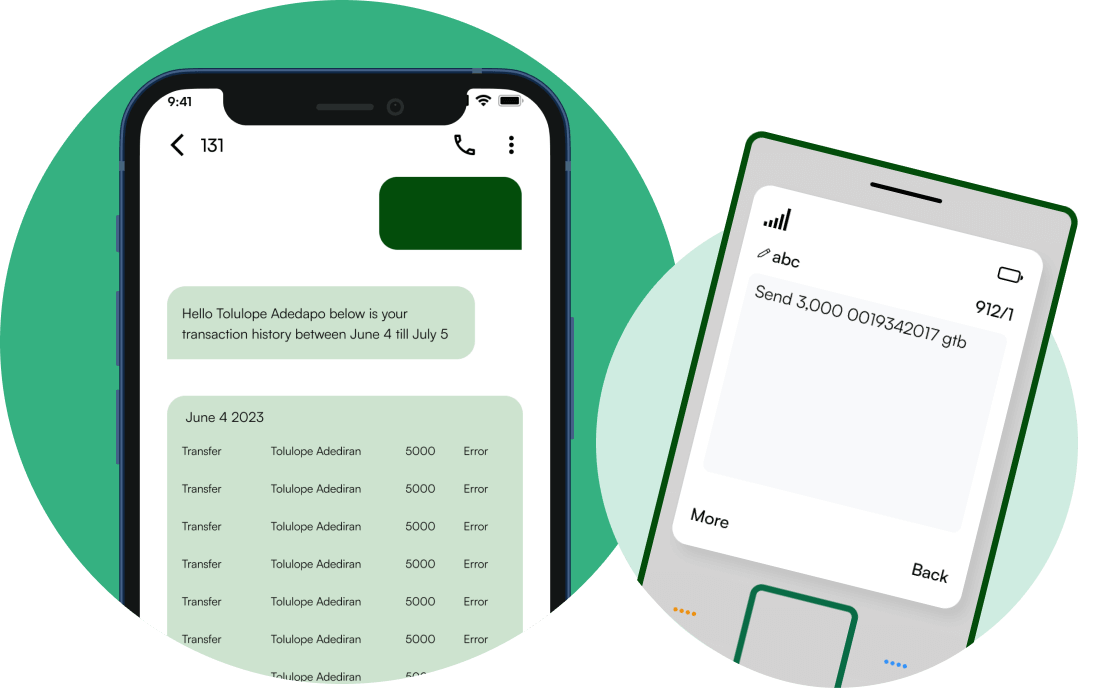 9:41
131
Hello Tolulope Adedapo below is your
transaction history between June 4 till July 5
June 4 2023
Transfer Tolulope Adediran 5000 Error
Transfer Tolulope Adediran 5000 Error
Transfer Tolulope Adediran 5000 Error
Transfer Tolulope Adediran 5000 Error
Transfer Tolulope Adediran 5000 Error
Transfer Tolulope Adediran 5000 Error
Tolulope Adediran
abc
912/1
Send 3,000 0019342017 gtb
More
Back